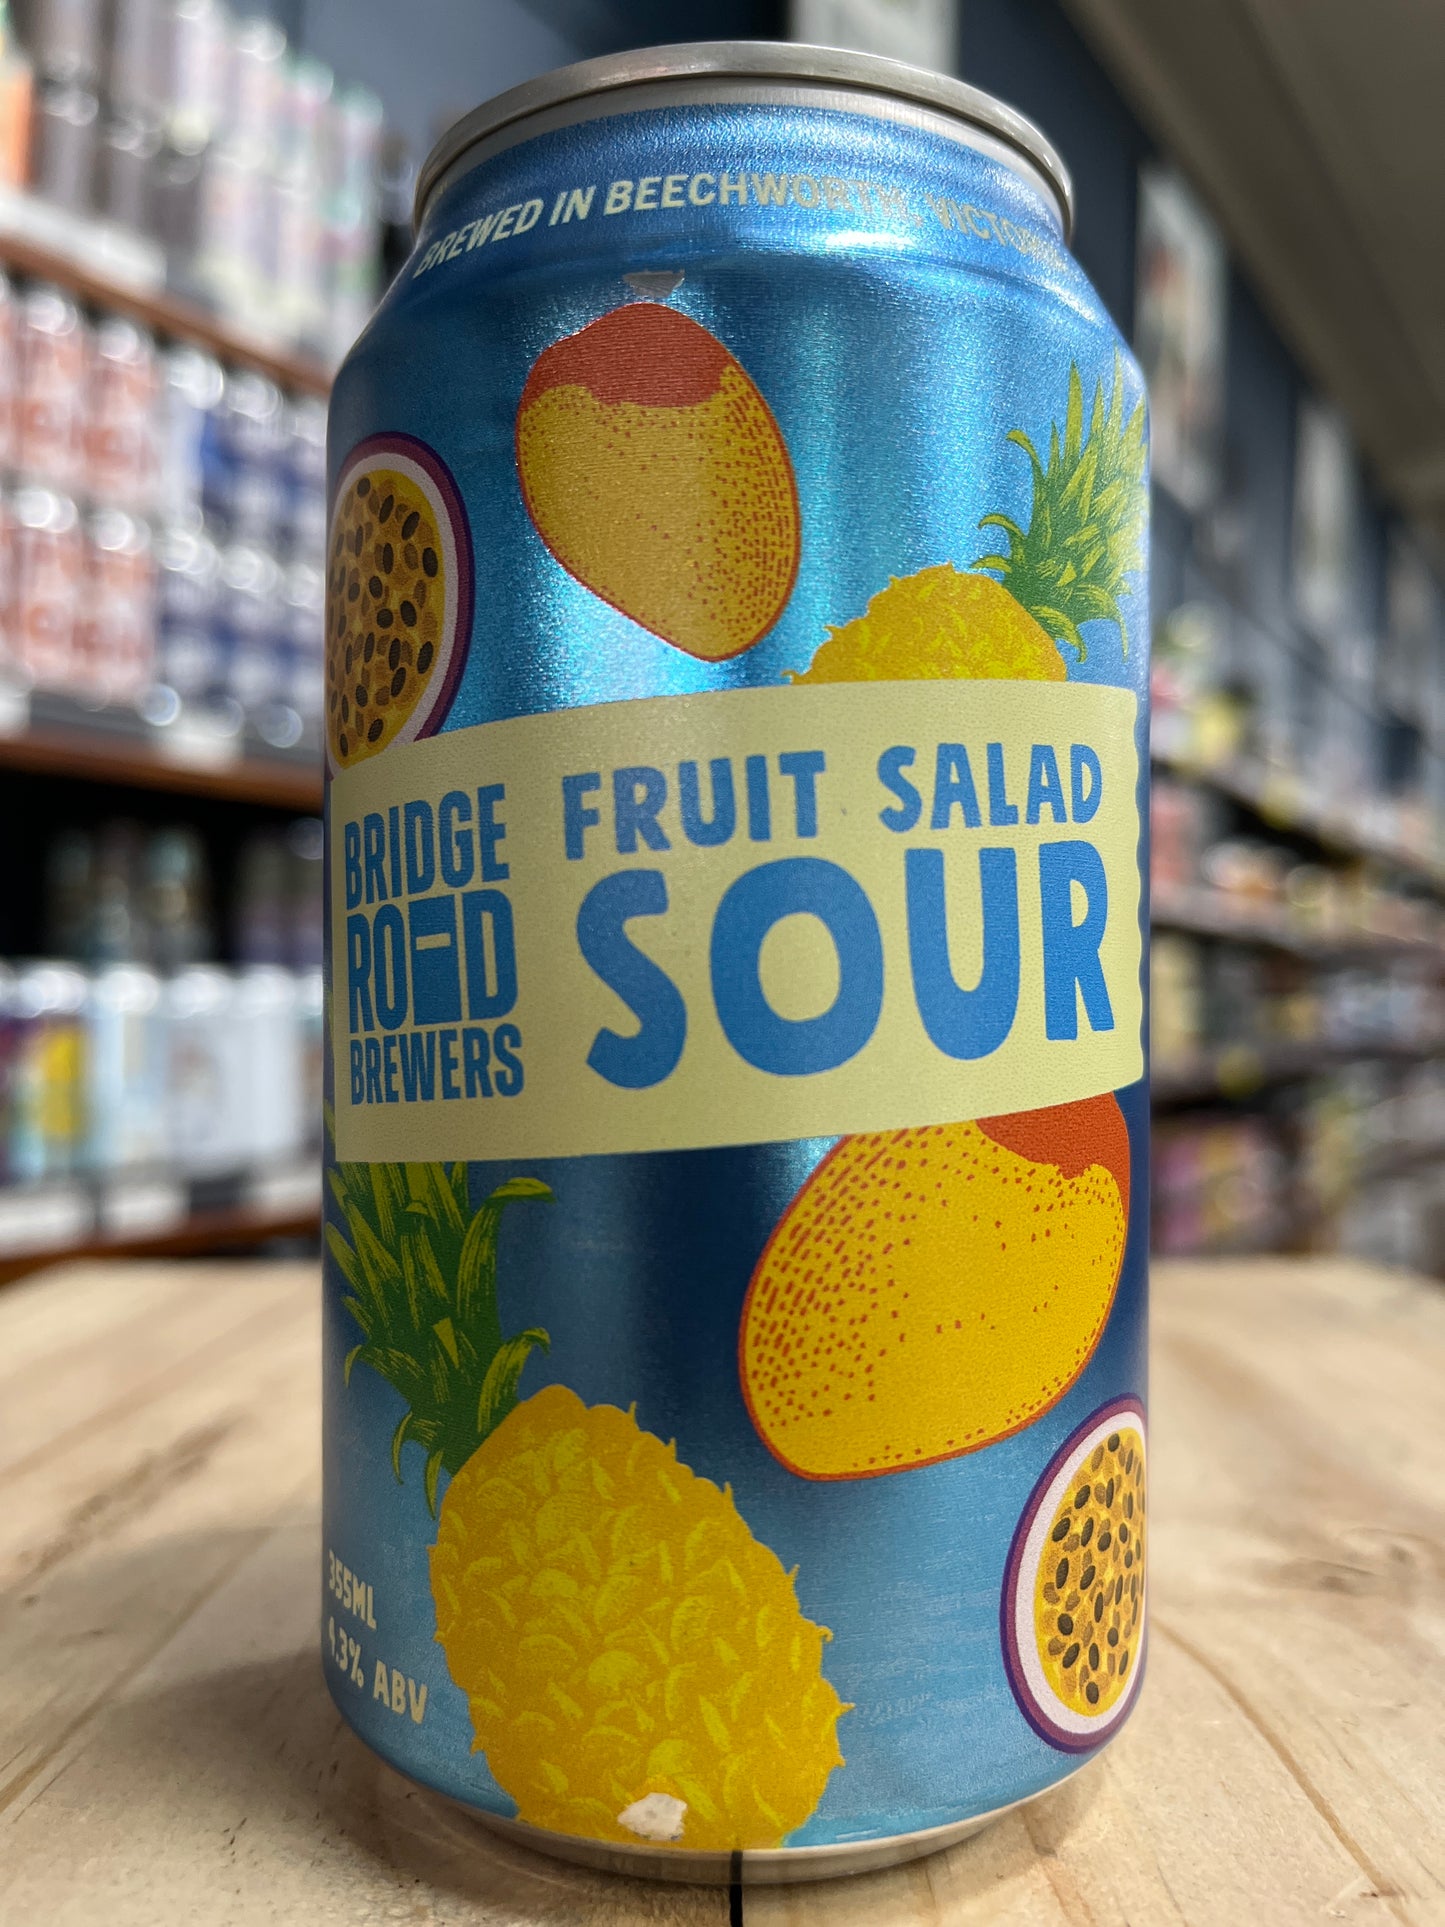 BREWED IN BEECHWORTH, VICTORIA
BRIDGE
ROAD
BREWERS
FRUIT SALAD
SOUR
355ML
4.3% ABV